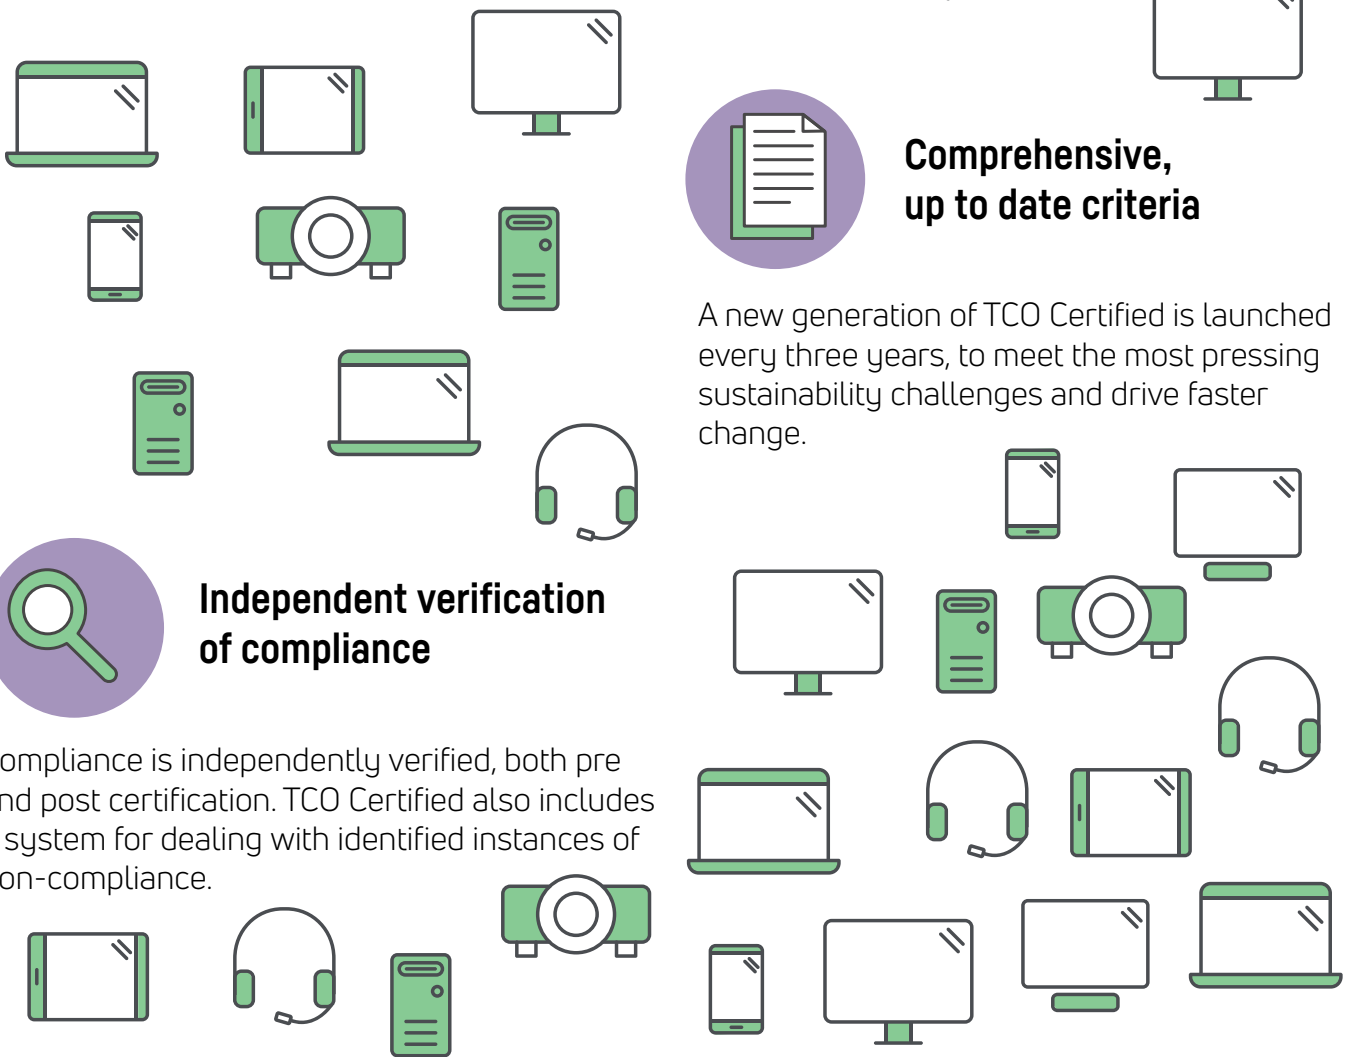 Comprehensive,
up to date criteria
A new generation of TCO Certified is launched
every three years, to meet the most pressing
sustainability challenges and drive faster
change.
Independent verification
of compliance
ompliance is independently verified, both pre
nd post certification. TCO Certified also includes
system for dealing with identified instances of
on-compliance.